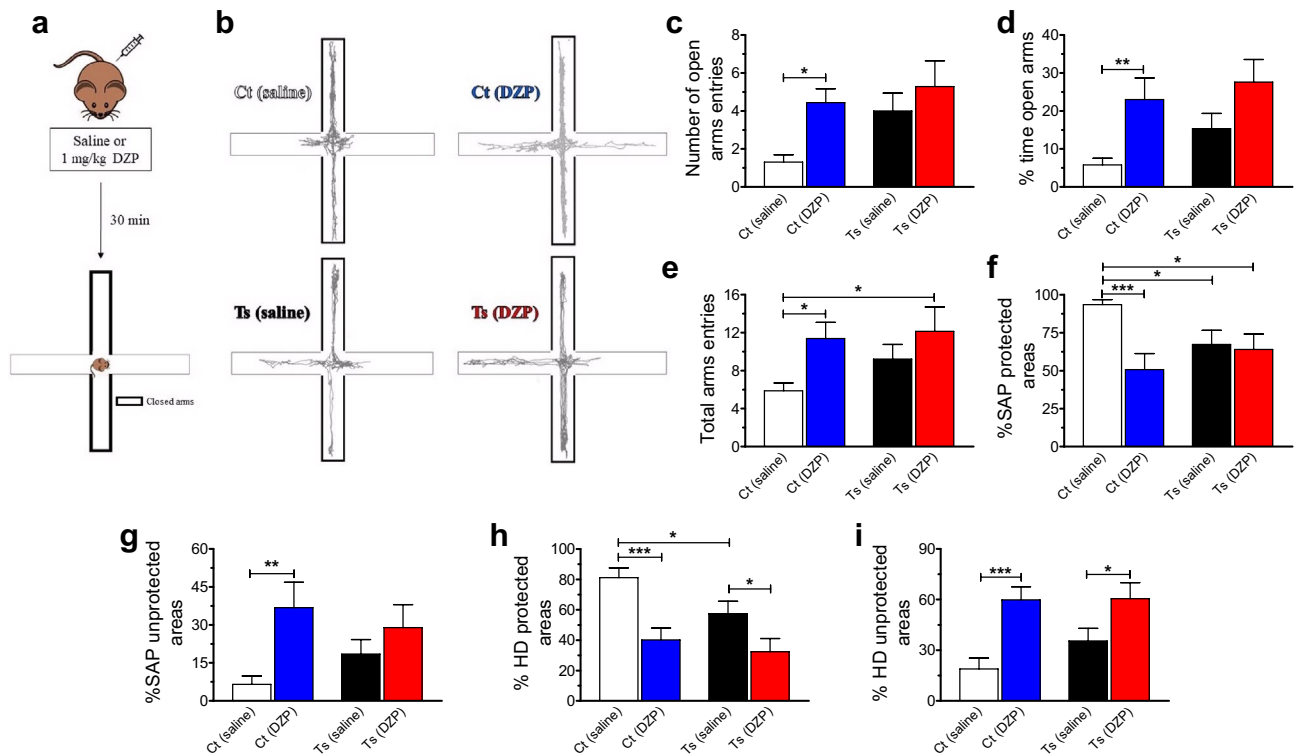 a
Saline or
1 mg/kg DZP
30 min
Closed arms
b
Ct (saline)
Ct (DZP)
Ts (saline)
Ts (DZP)
c
Number of open
arms entries
8
6
4
2
0
*
Ct (saline)
Ct (DZP)
Ts (saline)
Ts (DZP)
d
% time open arms
40
30
20
10
0
**
Ct (saline)
Ct (DZP)
Ts (saline)
Ts (DZP)
e
Total arms entries
16
12
8
4
0
*
*
Ct (saline)
Ct (DZP)
Ts (saline)
Ts (DZP)
f
%SAP protected
areas
100
75
50
25
0
*
*
***
Ct (saline)
Ct (DZP)
Ts (saline)
Ts (DZP)
g
%SAP unprotected
areas
60
45
30
15
0
**
Ct (saline)
Ct (DZP)
Ts (saline)
Ts (DZP)
h
% HD protected
areas
100
80
60
40
20
0
*
***
*
Ct (saline)
Ct (DZP)
Ts (saline)
Ts (DZP)
i
% HD unprotected
areas
90
60
30
0
***
*
Ct (saline)
Ct (DZP)
Ts (saline)
Ts (DZP)